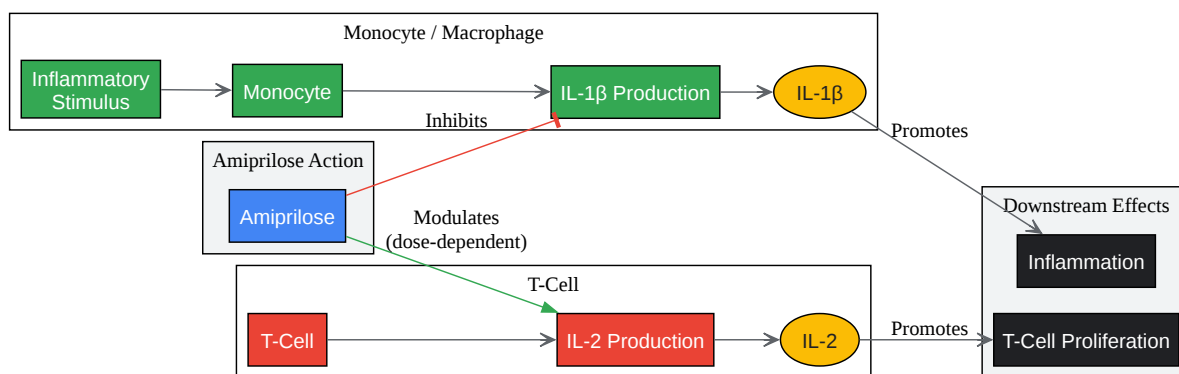 Monocyte / Macrophage
Inflammatory
Stimulus
Monocyte
IL-1β Production
IL-1β
Inhibits
Promotes
Amiprilose Action
Amiprilose
Modulates
(dose-dependent)
Downstream Effects
Inflammation
T-Cell
T-Cell
IL-2 Production
IL-2
Promotes
T-Cell Proliferation